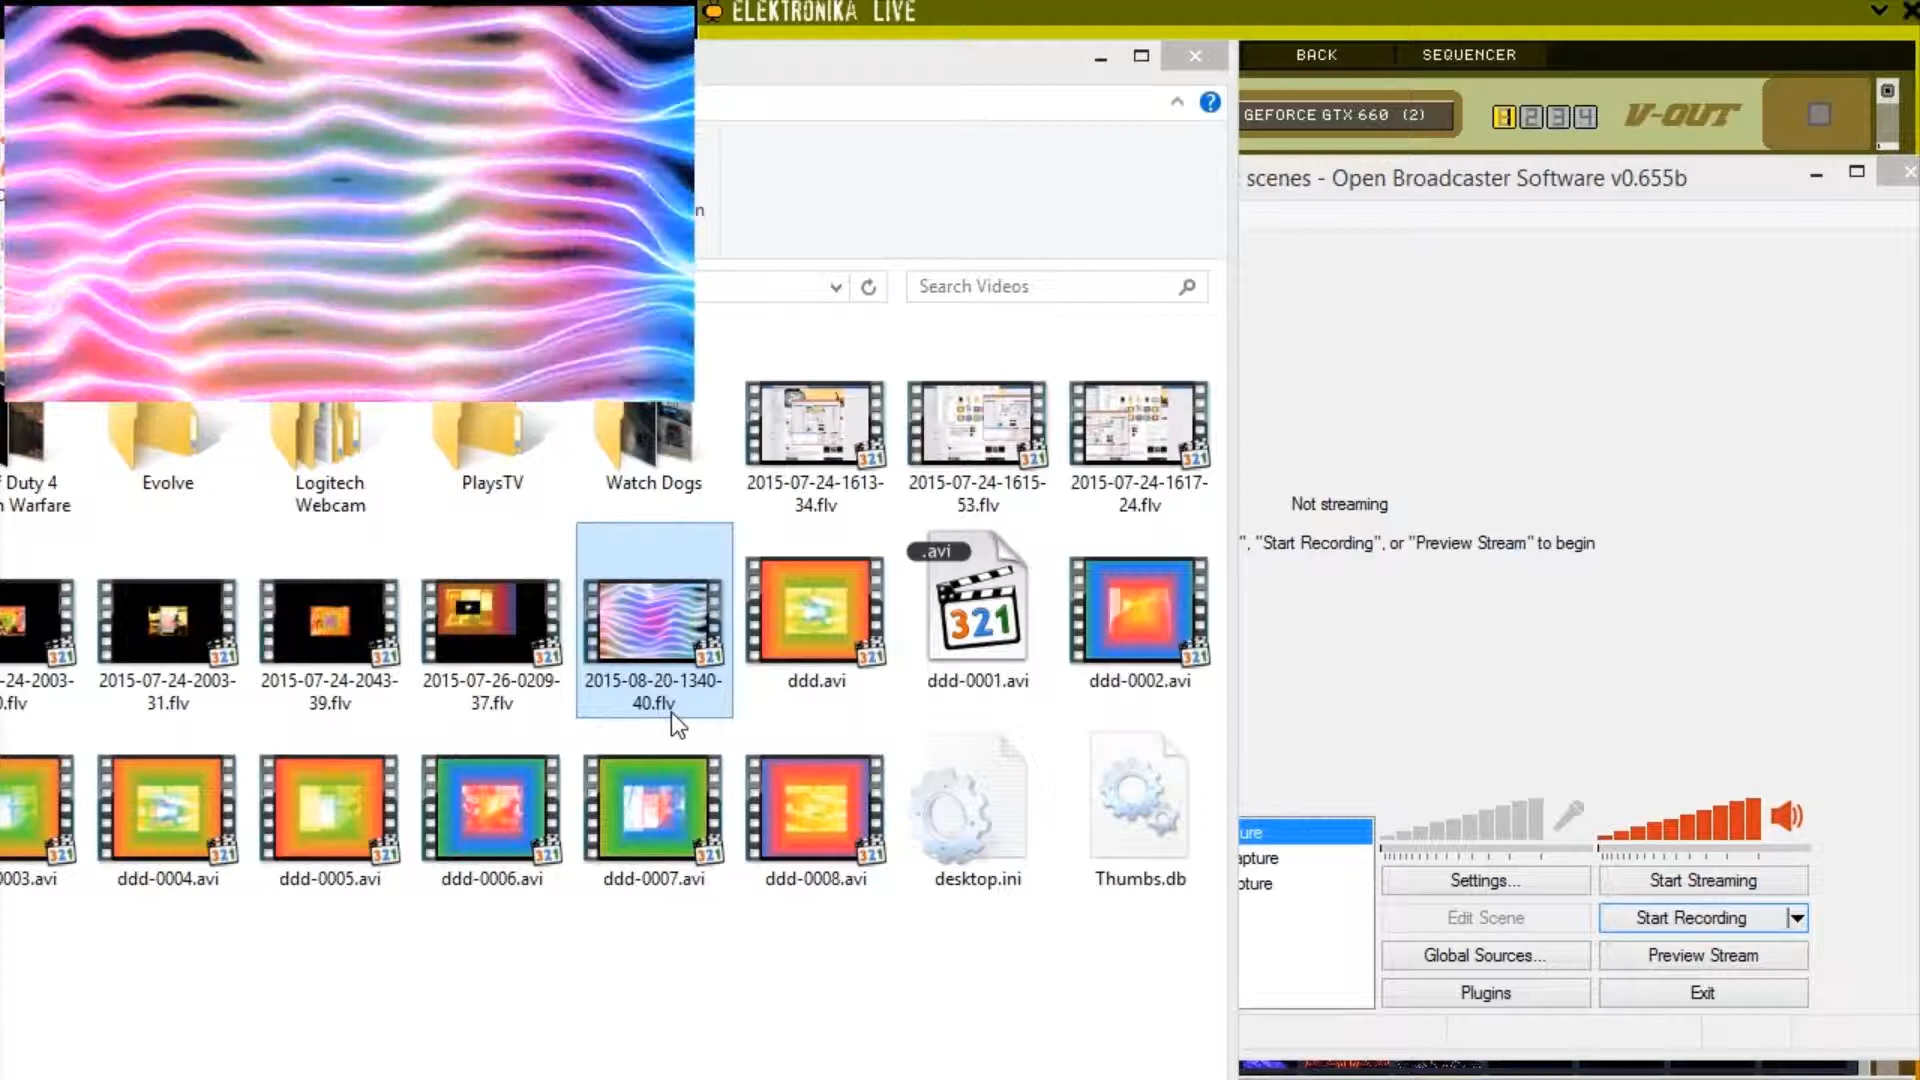 ELEKTRONIKA LIVE
BACK
SEQUENCER
GEFORCE GTX 660 (2)
1 2 3 4
V-OUT
scenes - Open Broadcaster Software v0.655b
n
Search Videos
Duty 4
Warfare
Evolve
Logitech
Webcam
PlaysTV
Watch Dogs
2015-07-24-1613-
34.flv
2015-07-24-1615-
53.flv
2015-07-24-1617-
24.flv
-24-2003-
.flv
2015-07-24-2003-
31.flv
2015-07-24-2043-
39.flv
2015-07-26-0209-
37.flv
2015-08-20-1340-
40.flv
ddd.avi
.avi
321
ddd-0001.avi
ddd-0002.avi
0003.avi
ddd-0004.avi
ddd-0005.avi
ddd-0006.avi
ddd-0007.avi
ddd-0008.avi
desktop.ini
Thumbs.db
Not streaming
", "Start Recording", or "Preview Stream" to begin
ure
apture
pture
Settings...
Start Streaming
Edit Scene
Start Recording
Global Sources...
Preview Stream
Plugins
Exit